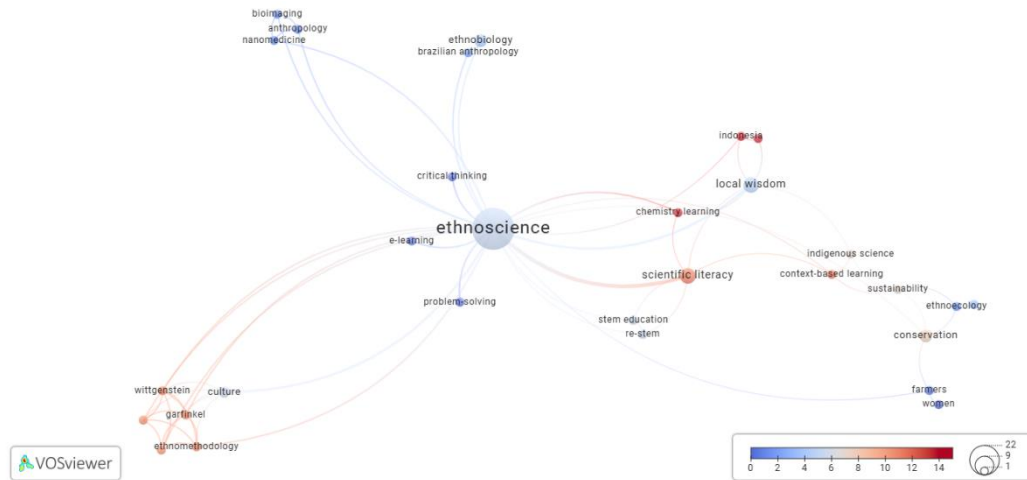 bioimaging
anthropology
nanomedicine
ethnobiology
brazilian anthropology
indonesia
critical thinking
local wisdom
chemistry learning
ethnoscience
e-learning
indigenous science
scientific literacy
context-based learning
sustainability
problem-solving
ethnoecology
stem education
re-stem
conservation
wittgenstein
culture
farmers
women
garfinkel
ethnomethodology
VOSviewer
0 2 4 6 8 10 12 14
22
9
1